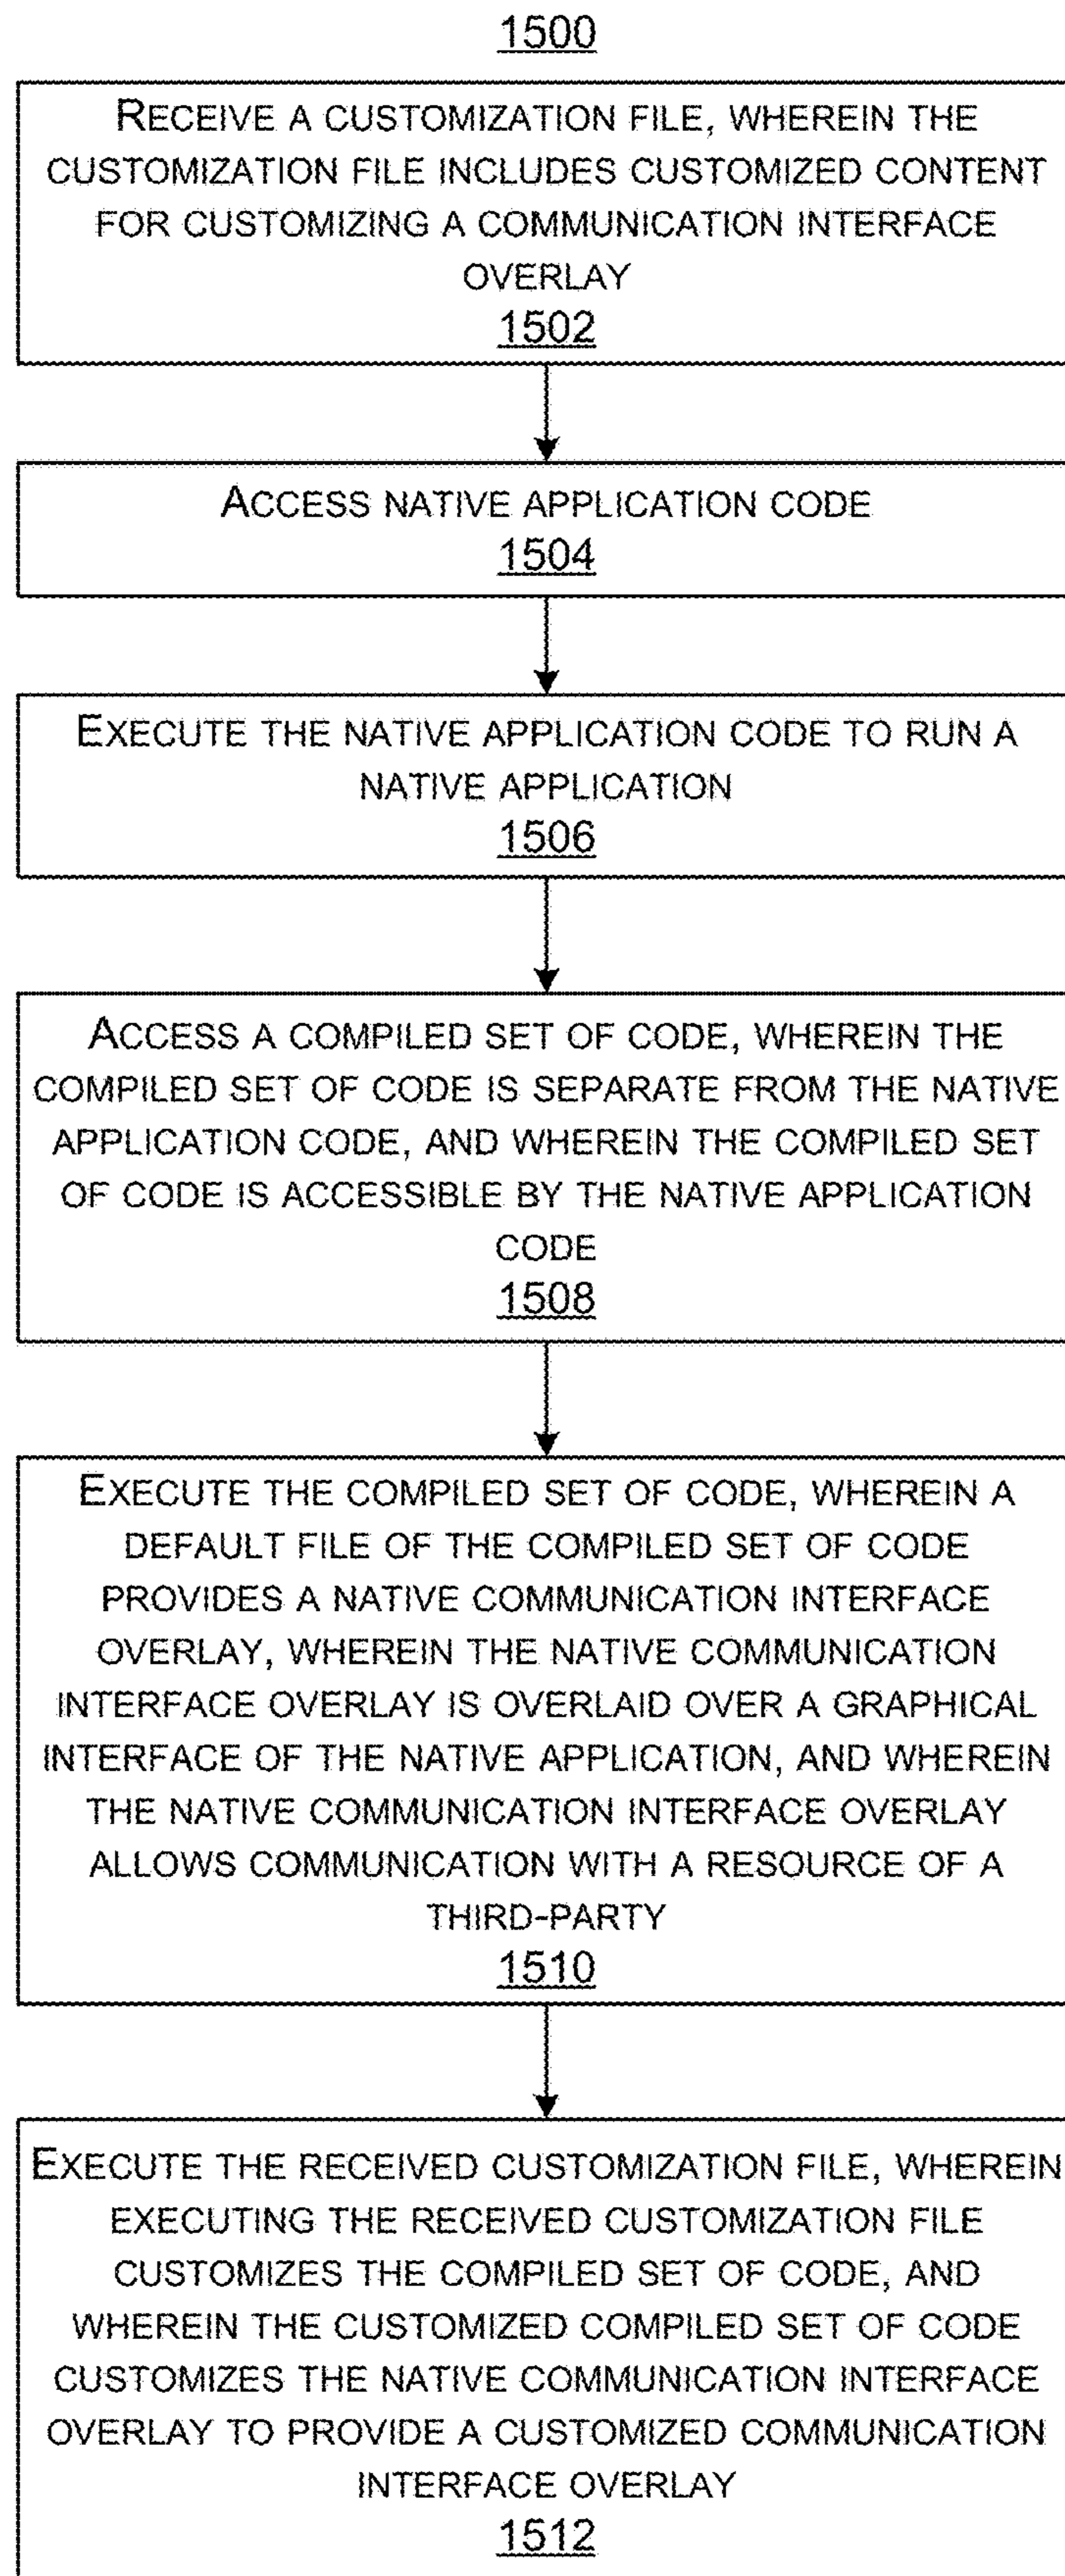 1500
RECEIVE A CUSTOMIZATION FILE, WHEREIN THE
CUSTOMIZATION FILE INCLUDES CUSTOMIZED CONTENT
FOR CUSTOMIZING A COMMUNICATION INTERFACE
OVERLAY
1502
ACCESS NATIVE APPLICATION CODE
1504
EXECUTE THE NATIVE APPLICATION CODE TO RUN A
NATIVE APPLICATION
1506
ACCESS A COMPILED SET OF CODE, WHEREIN THE
COMPILED SET OF CODE IS SEPARATE FROM THE NATIVE
APPLICATION CODE, AND WHEREIN THE COMPILED SET
OF CODE IS ACCESSIBLE BY THE NATIVE APPLICATION
CODE
1508
EXECUTE THE COMPILED SET OF CODE, WHEREIN A
DEFAULT FILE OF THE COMPILED SET OF CODE
PROVIDES A NATIVE COMMUNICATION INTERFACE
OVERLAY, WHEREIN THE NATIVE COMMUNICATION
INTERFACE OVERLAY IS OVERLAID OVER A GRAPHICAL
INTERFACE OF THE NATIVE APPLICATION, AND WHEREIN
THE NATIVE COMMUNICATION INTERFACE OVERLAY
ALLOWS COMMUNICATION WITH A RESOURCE OF A
THIRD-PARTY
1510
EXECUTE THE RECEIVED CUSTOMIZATION FILE, WHEREIN
EXECUTING THE RECEIVED CUSTOMIZATION FILE
CUSTOMIZES THE COMPILED SET OF CODE, AND
WHEREIN THE CUSTOMIZED COMPILED SET OF CODE
CUSTOMIZES THE NATIVE COMMUNICATION INTERFACE
OVERLAY TO PROVIDE A CUSTOMIZED COMMUNICATION
INTERFACE OVERLAY
1512